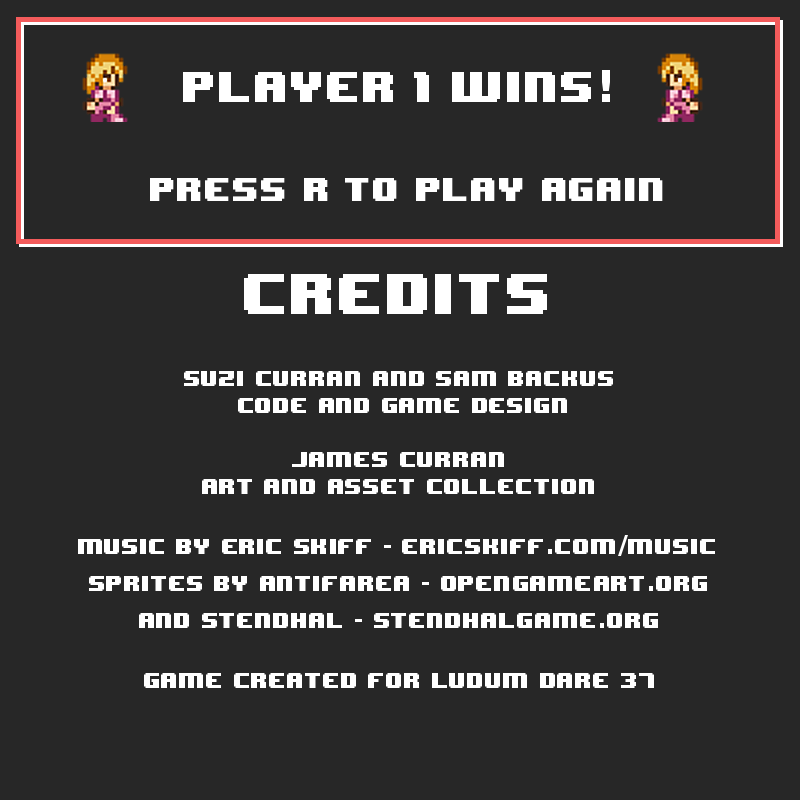 PLAYER 1 WINS!
PRESS R TO PLAY AGAIN
CREDITS
SUZI CURRAN AND SAM BACKUS
CODE AND GAME DESIGN
JAMES CURRAN
ART AND ASSET COLLECTION
MUSIC BY ERIC SKIFF - ERICSKIFF.COM/MUSIC
SPRITES BY ANTIFAREA - OPENGAMEART.ORG
AND STENDHAL - STENDHALGAME.ORG
GAME CREATED FOR LUDUM DARE 37